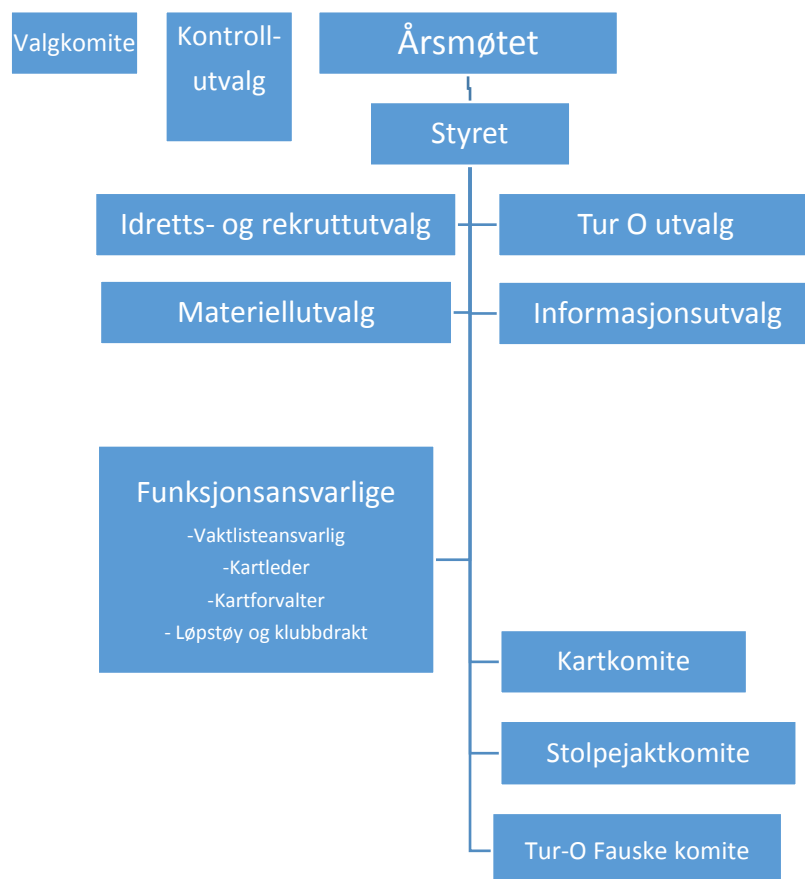 Valgkomite
Kontroll-
utvalg
Årsmøtet
Styret
Idretts- og rekruttutvalg
Tur O utvalg
Materiellutvalg
Informasjonsutvalg
Funksjonsansvarlige
-Vaktlisteansvarlig
-Kartleder
-Kartforvalter
- Løpstøy og klubbdrakt
Kartkomite
Stolpejaktkomite
Tur-O Fauske komite